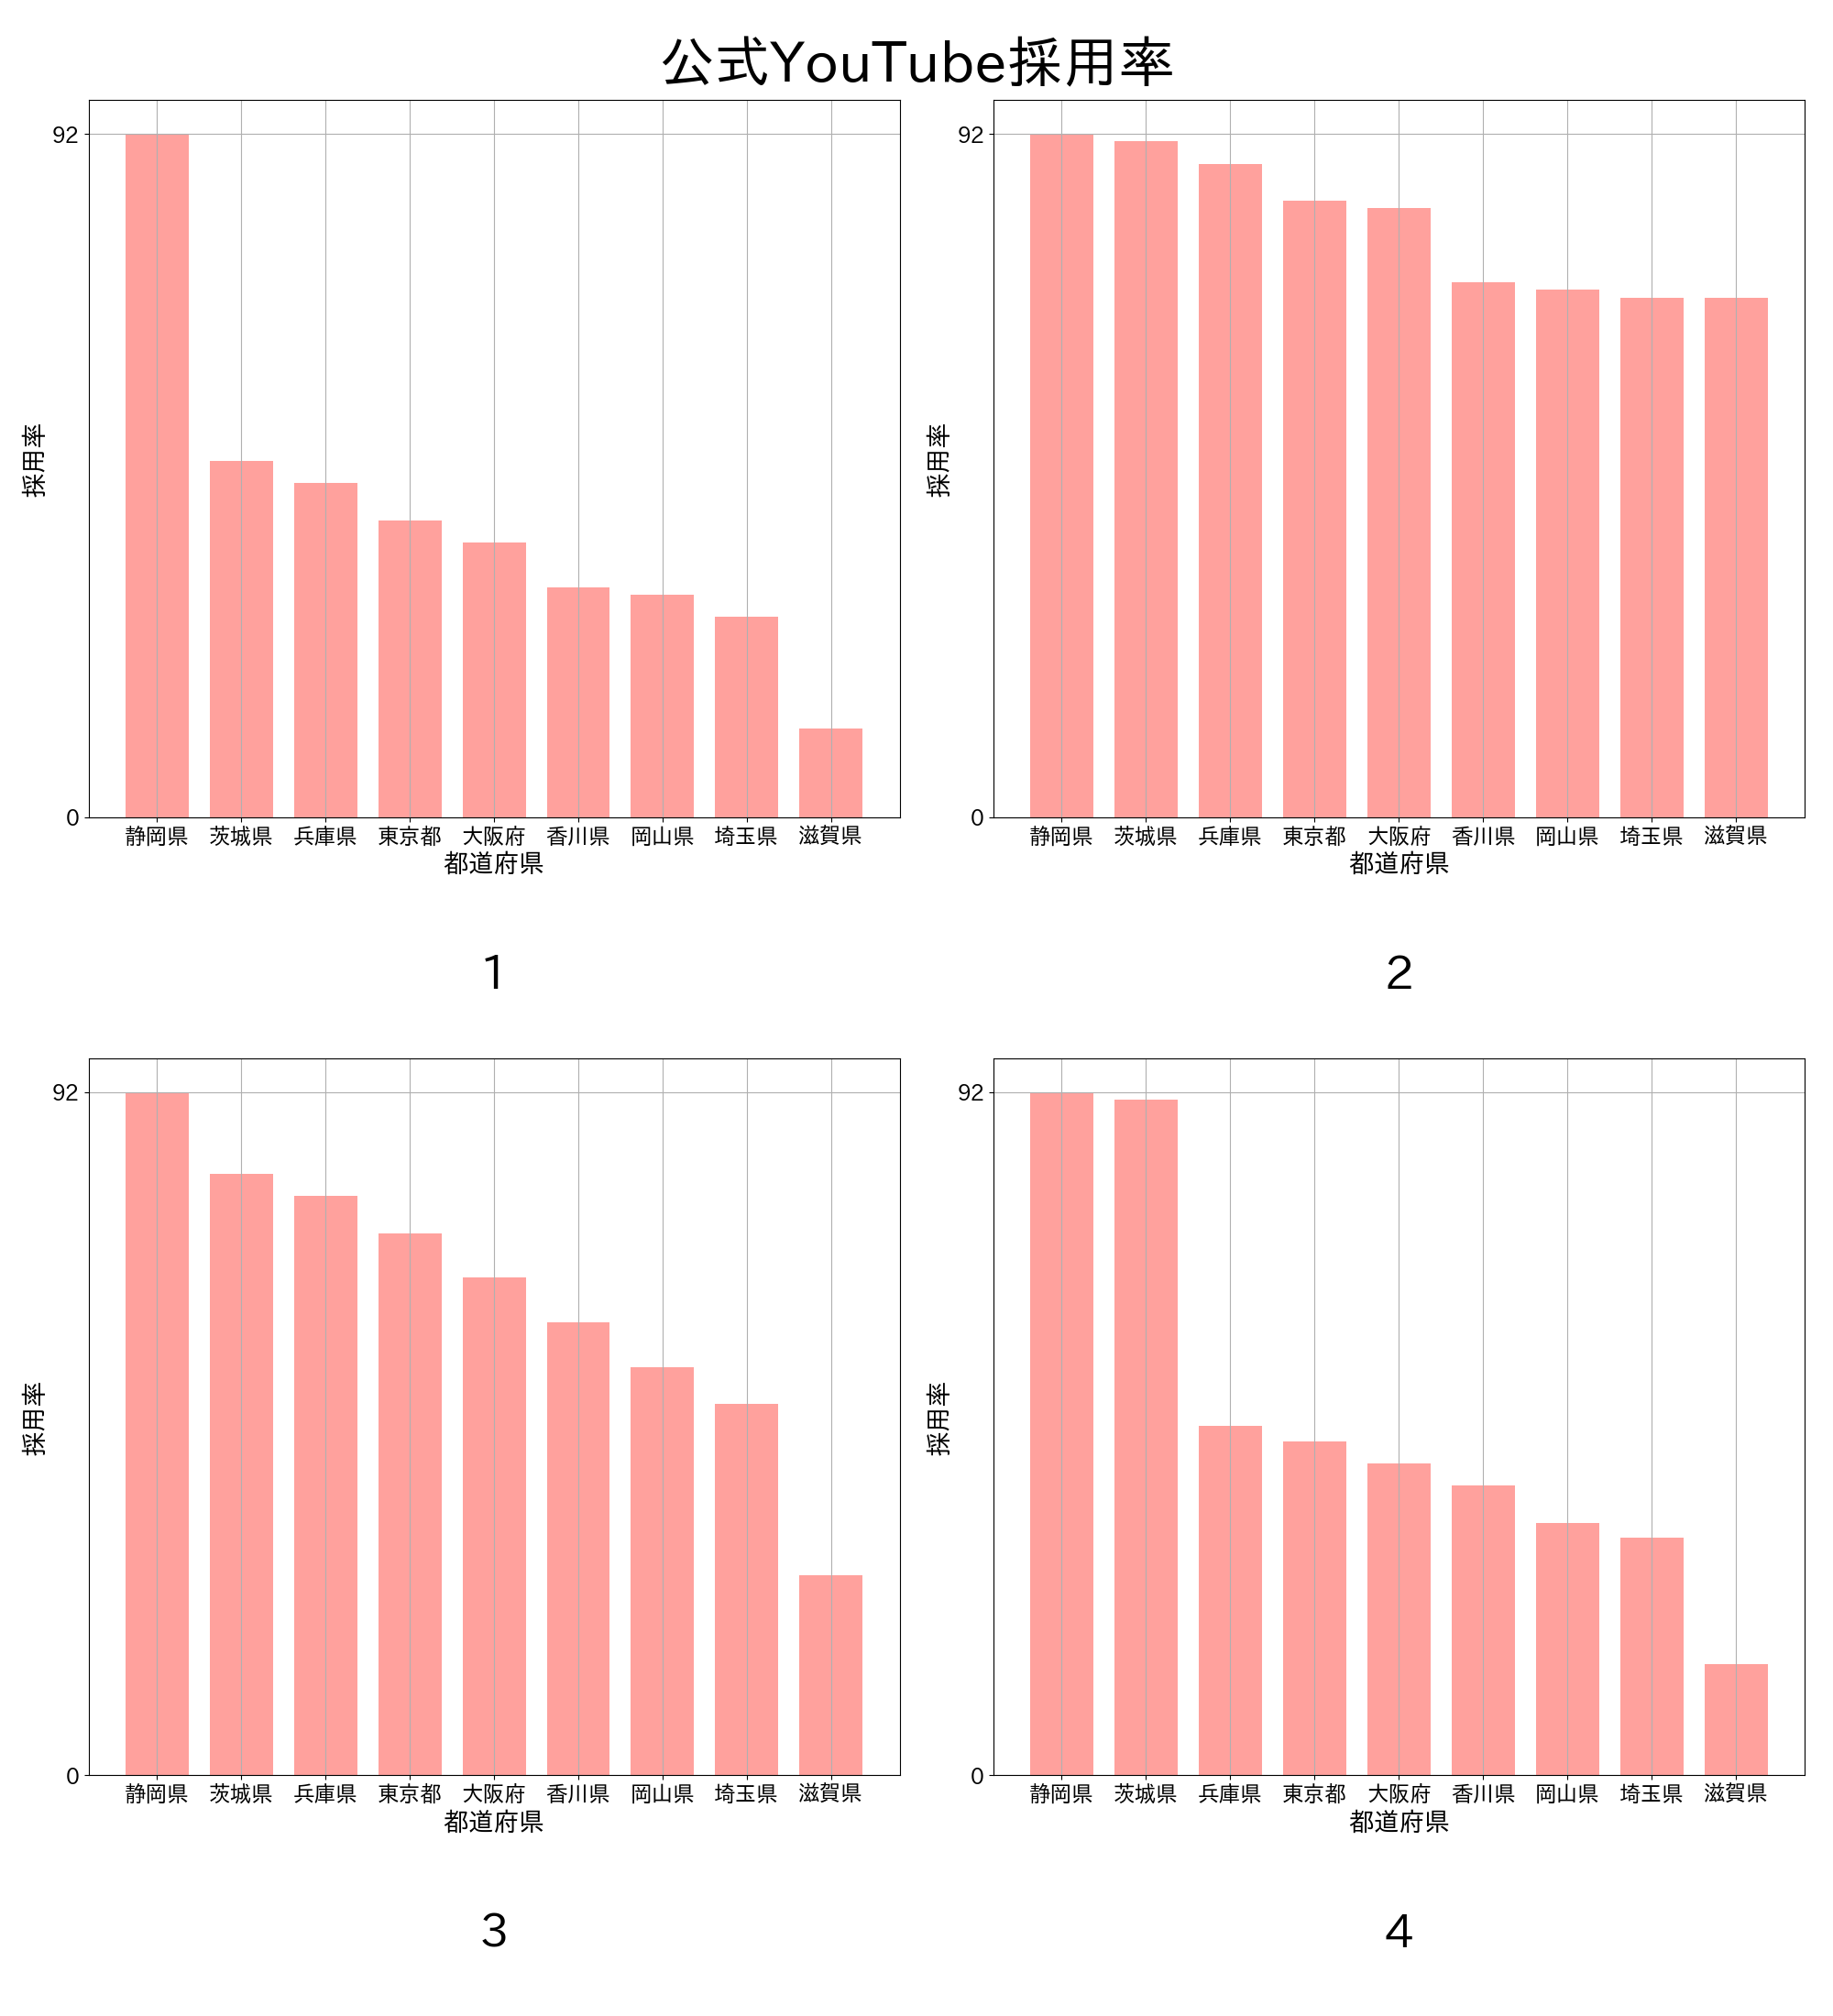 公式YouTube採用率
92
0
採用率
静岡県 茨城県 兵庫県 東京都 大阪府 香川県 岡山県 埼玉県 滋賀県
都道府県
1
92
0
採用率
静岡県 茨城県 兵庫県 東京都 大阪府 香川県 岡山県 埼玉県 滋賀県
都道府県
2
92
0
採用率
静岡県 茨城県 兵庫県 東京都 大阪府 香川県 岡山県 埼玉県 滋賀県
都道府県
3
92
0
採用率
静岡県 茨城県 兵庫県 東京都 大阪府 香川県 岡山県 埼玉県 滋賀県
都道府県
4